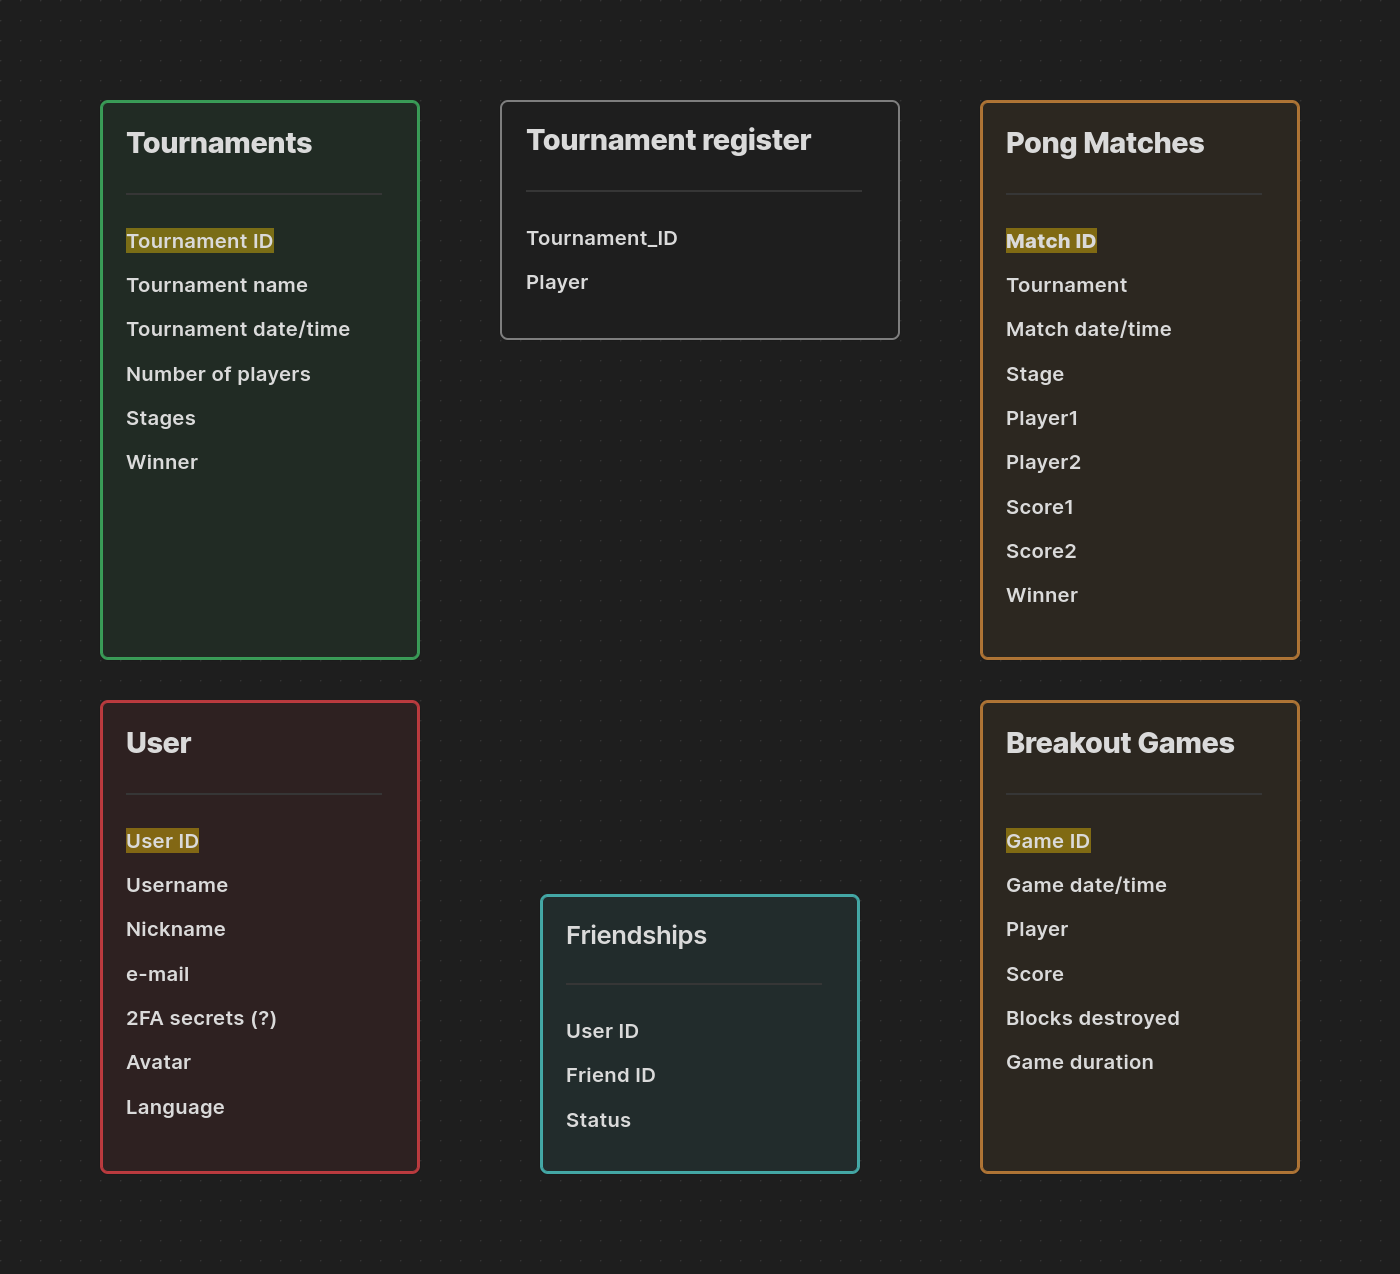 Tournaments
Tournament ID
Tournament name
Tournament date/time
Number of players
Stages
Winner
Tournament register
Tournament_ID
Player
Pong Matches
Match ID
Tournament
Match date/time
Stage
Player1
Player2
Score1
Score2
Winner
User
User ID
Username
Nickname
e-mail
2FA secrets (?)
Avatar
Language
Friendships
User ID
Friend ID
Status
Breakout Games
Game ID
Game date/time
Player
Score
Blocks destroyed
Game duration